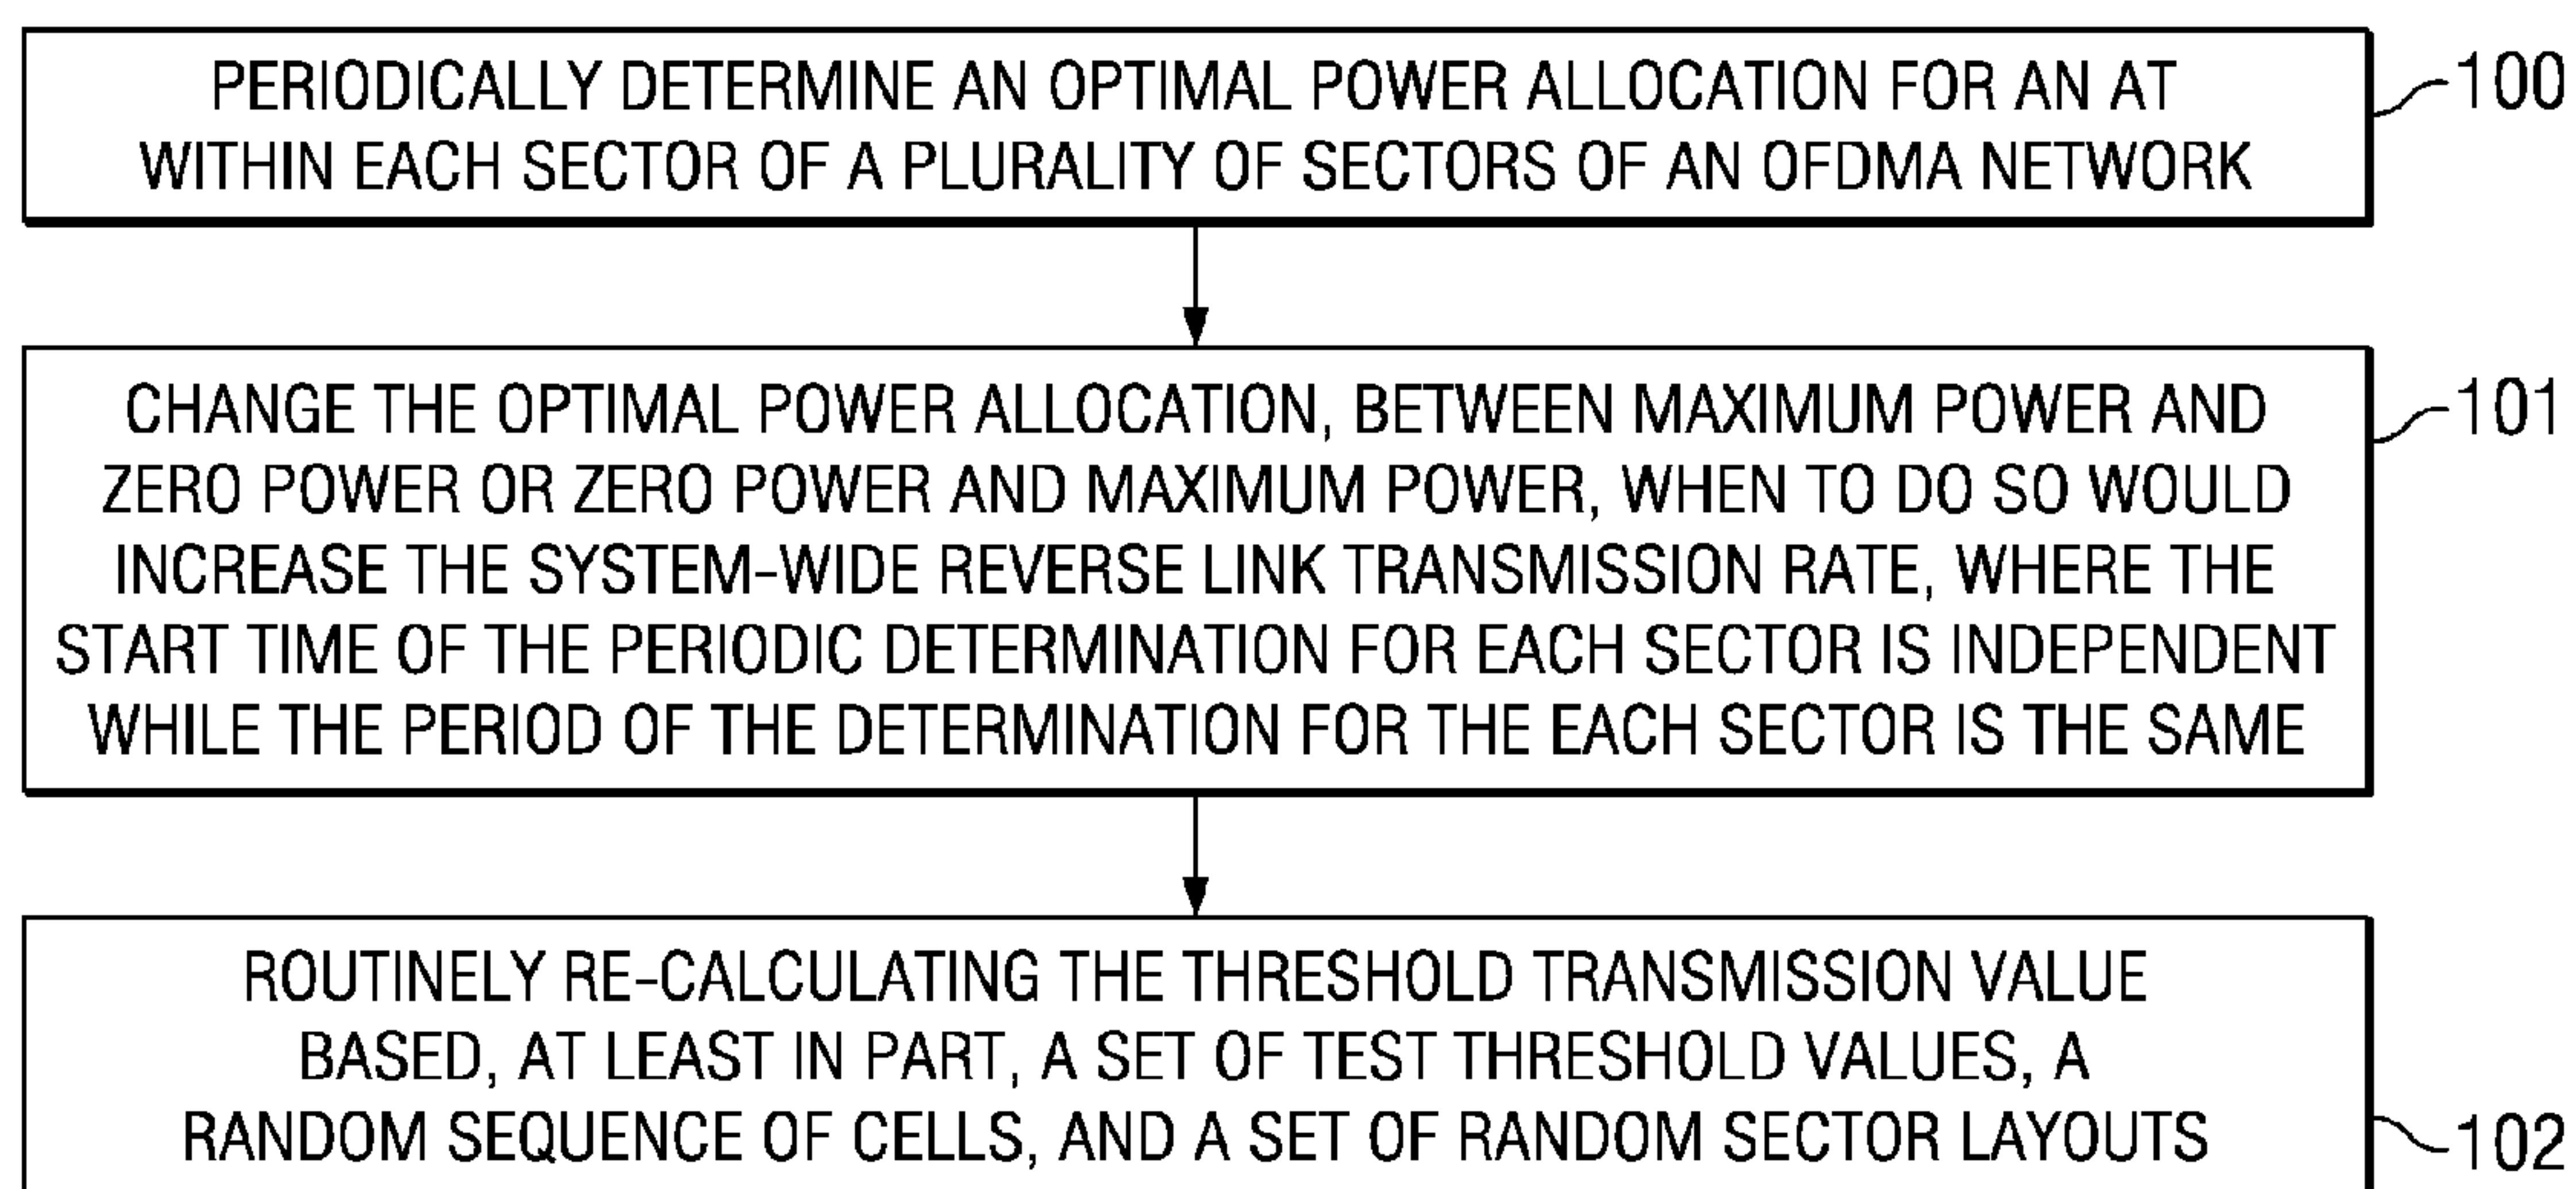 PERIODICALLY DETERMINE AN OPTIMAL POWER ALLOCATION FOR AN AT
WITHIN EACH SECTOR OF A PLURALITY OF SECTORS OF AN OFDMA NETWORK
100
CHANGE THE OPTIMAL POWER ALLOCATION, BETWEEN MAXIMUM POWER AND
ZERO POWER OR ZERO POWER AND MAXIMUM POWER, WHEN TO DO SO WOULD
INCREASE THE SYSTEM-WIDE REVERSE LINK TRANSMISSION RATE, WHERE THE
START TIME OF THE PERIODIC DETERMINATION FOR EACH SECTOR IS INDEPENDENT
WHILE THE PERIOD OF THE DETERMINATION FOR THE EACH SECTOR IS THE SAME
101
ROUTINELY RE-CALCULATING THE THRESHOLD TRANSMISSION VALUE
BASED, AT LEAST IN PART, A SET OF TEST THRESHOLD VALUES, A
RANDOM SEQUENCE OF CELLS, AND A SET OF RANDOM SECTOR LAYOUTS
102